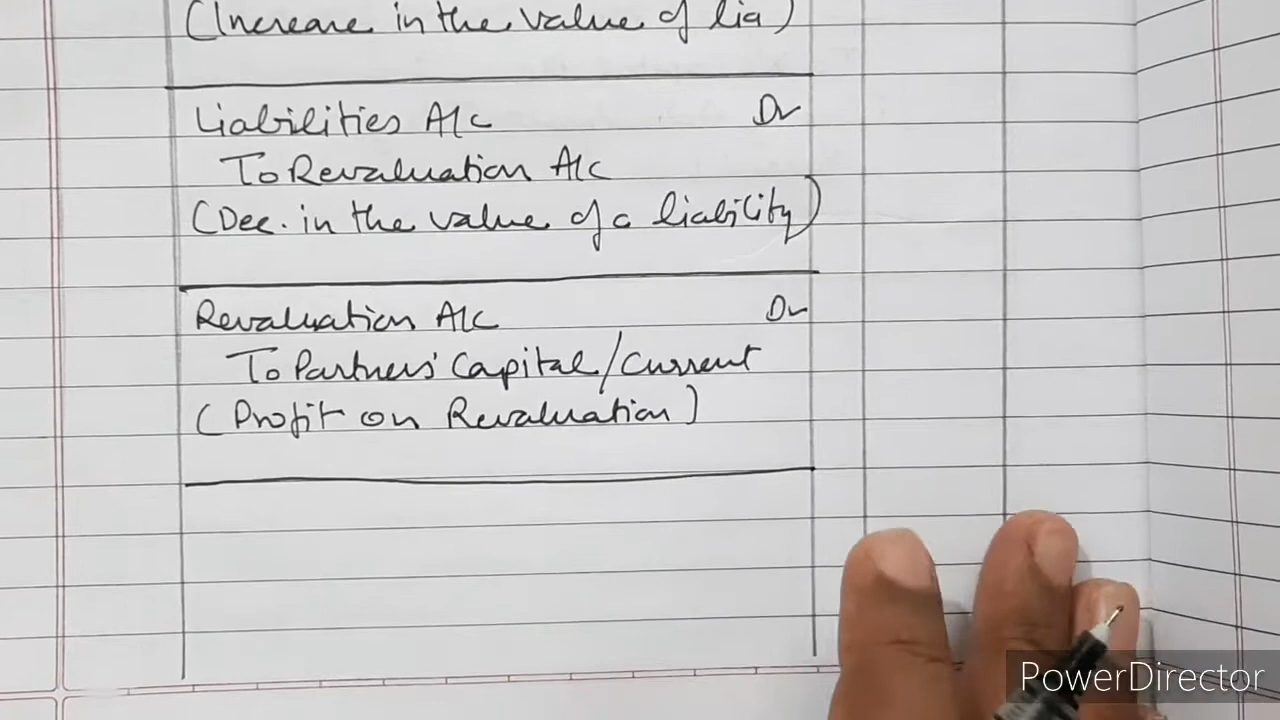 (Increase in the value of lia)
Liabilities A/c Dr
To Revaluation A/c
(Dec. in the value of a liability)
Revaluation A/c Dr
To Partners' Capital/Current
(Profit on Revaluation)
PowerDirector